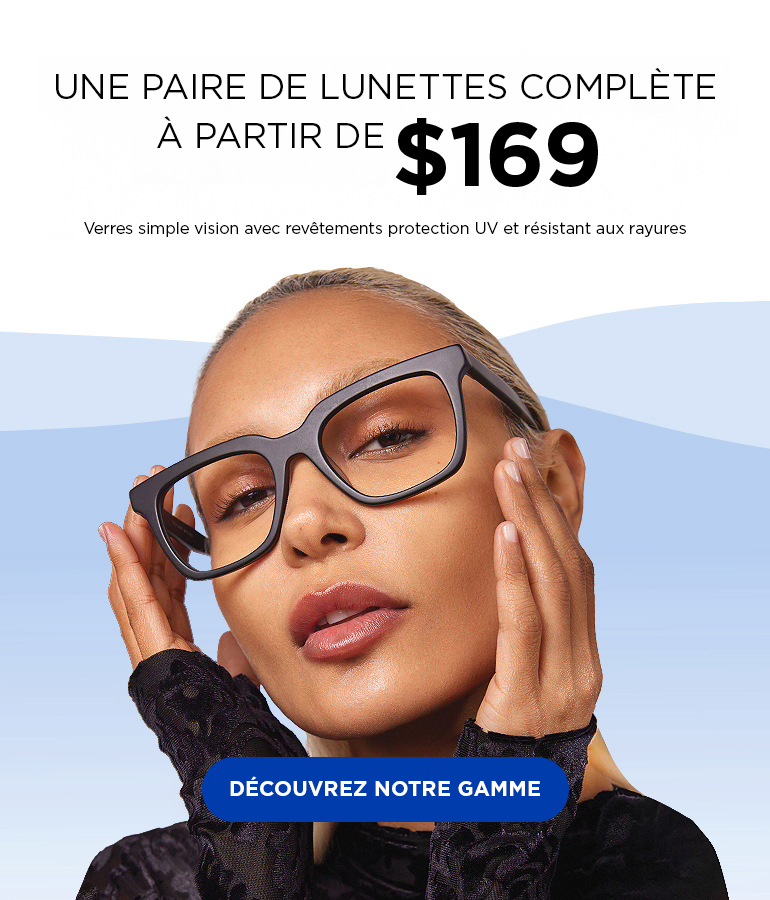 UNE PAIRE DE LUNETTES COMPLÈTE
À PARTIR DE $169
Verres simple vision avec revêtements protection UV et résistant aux rayures
DÉCOUVREZ NOTRE GAMME